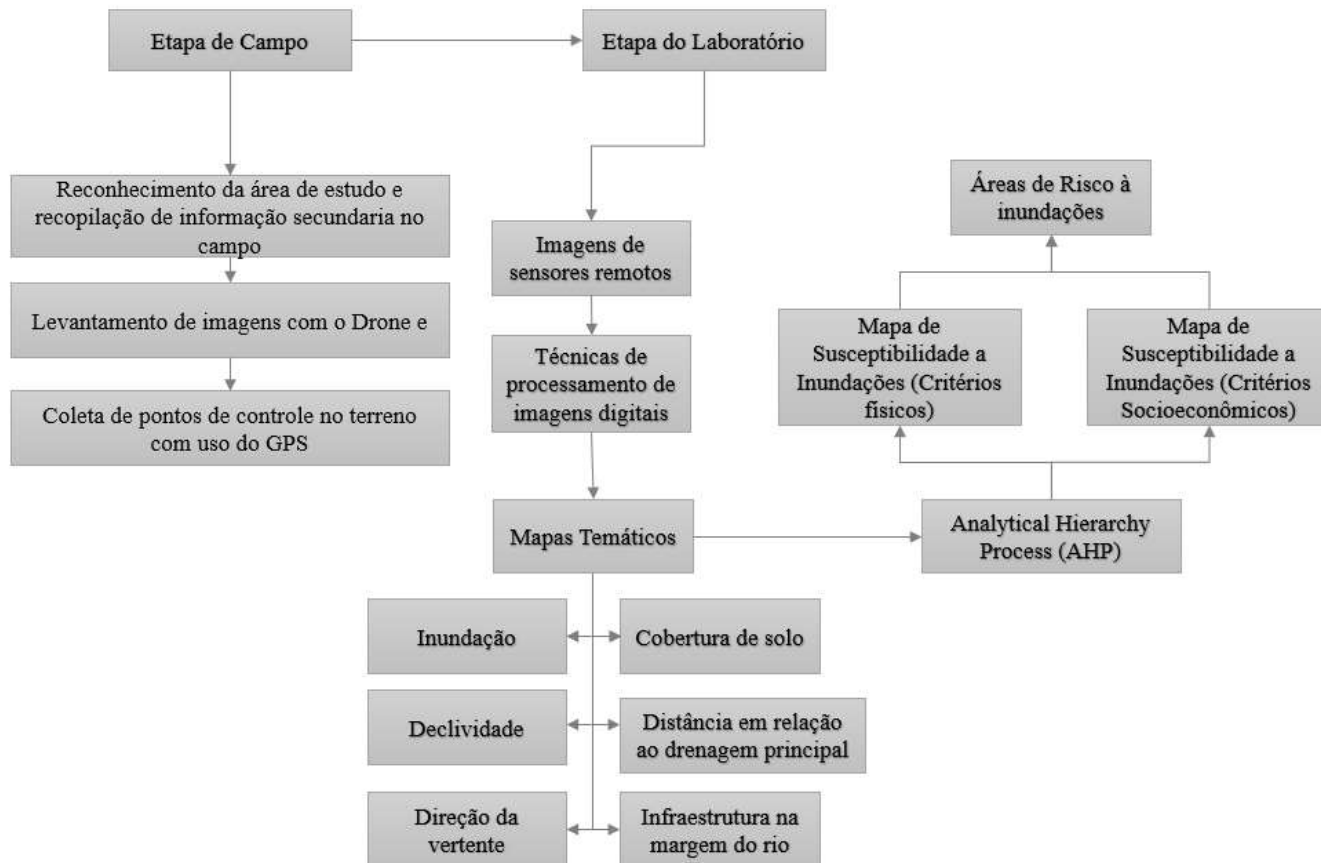 Etapa de Campo
Etapa do Laboratório
Reconhecimento da área de estudo e
recopilação de informação secundaria no
campo
Levantamento de imagens com o Drone e
Coleta de pontos de controle no terreno
com uso do GPS
Imagens de
sensores remotos
Técnicas de
processamento de
imagens digitais
Mapas Temáticos
Inundação
Cobertura de solo
Declividade
Distância em relação
ao drenagem principal
Direção da
vertente
Infraestrutura na
margem do rio
Áreas de Risco à
inundações
Mapa de
Susceptibilidade a
Inundações (Critérios
físicos)
Mapa de
Susceptibilidade a
Inundações (Critérios
Socioeconômicos)
Analytical Hierarchy
Process (AHP)